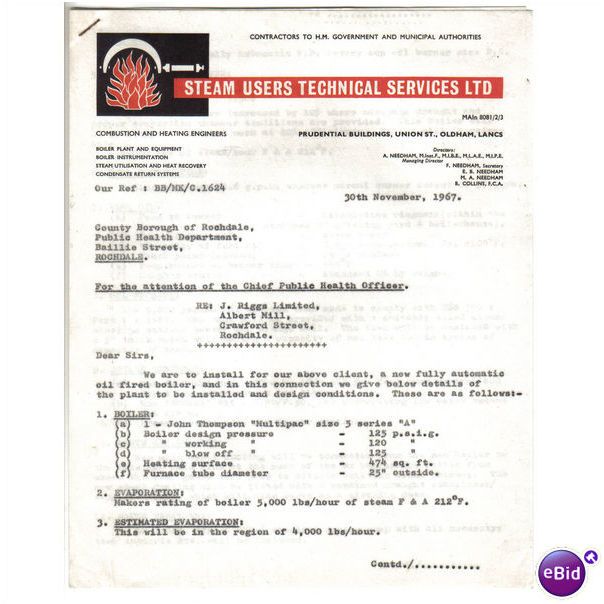 CONTRACTORS TO H.M. GOVERNMENT AND MUNICIPAL AUTHORITIES
STEAM USERS TECHNICAL SERVICES LTD
MAIn 8081/2/3
COMBUSTION AND HEATING ENGINEERS
PRUDENTIAL BUILDINGS, UNION ST., OLDHAM, LANCS
BOILER PLANT AND EQUIPMENT
BOILER INSTRUMENTATION
STEAM UTILISATION AND HEAT RECOVERY
CONDENSATE RETURN SYSTEMS
Directors:
A. NEEDHAM, M.Inst.F., M.I.B.E., M.L.A.E., M.I.P.E.
Managing Director
F. NEEDHAM, Secretary
E. B. NEEDHAM
M. A. NEEDHAM
B. COLLINS, F.C.A.
Our Ref : BB/MK/C.1624
30th November, 1967.
County Borough of Rochdale,
Public Health Department,
Baillie Street,
ROCHDALE.
For the attention of the Chief Public Health Officer.
RE: J. Riggs Limited,
Albert Mill,
Crawford Street,
Rochdale.
++++++++++++++++++++++
Dear Sirs,
We are to install for our above client, a new fully automatic
oil fired boiler, and in this connection we give below details of
the plant to be installed and design conditions. These are as follows:-
1. BOILER:
(a) 1 - John Thompson "Multipac" size 5 series "A"
(b) Boiler design pressure - 125 p.s.i.g.
(c) " working " - 120 "
(d) " blow off " - 125 "
(e) Heating surface - 474 sq. ft.
(f) Furnace tube diameter - 25" outside.
2. EVAPORATION:
Makers rating of boiler 5,000 lbs/hour of steam F & A 212°F.
3. ESTIMATED EVAPORATION:
This will be in the region of 4,000 lbs/hour.
Contd./...........
eBid